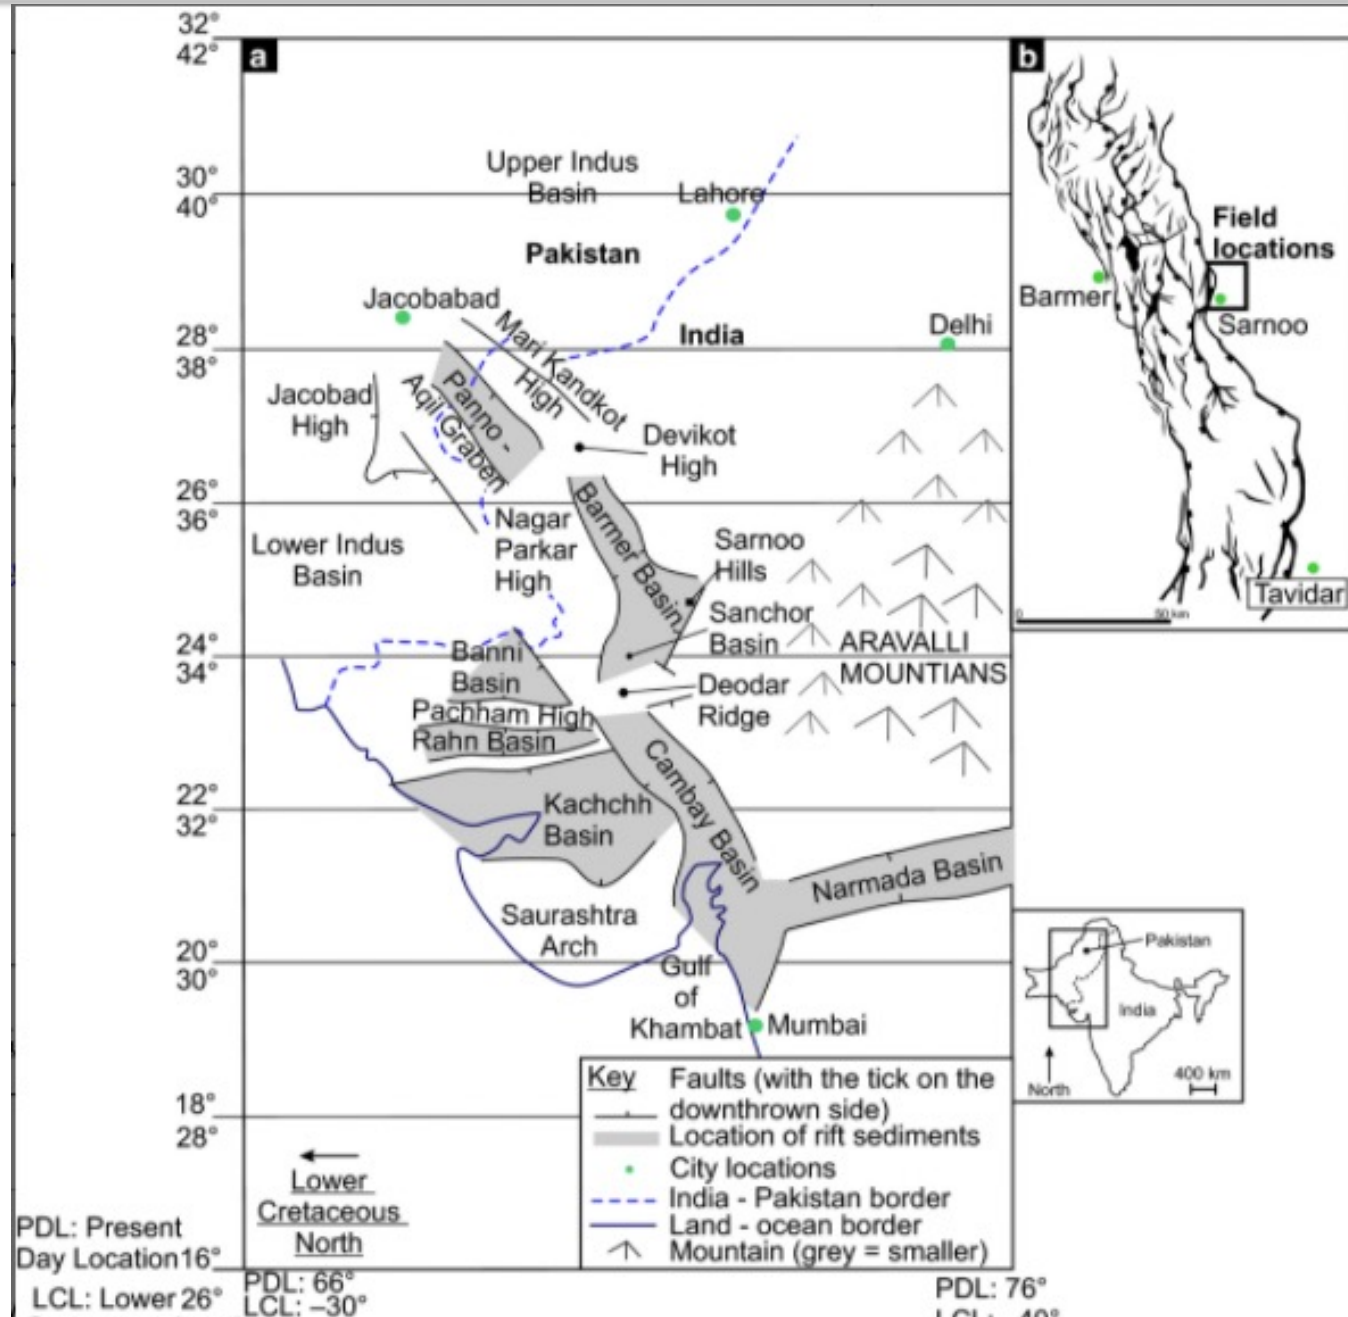 32°
42°
a
b
Upper Indus
Basin
30°
40°
Lahore
Pakistan
Field
locations
Barmer
Sarnoo
Jacobabad
Mari Kandkot
High
India
Delhi
28°
38°
Jacobad
High
Panno -
Aqil Graben
Devikot
High
26°
36°
Nagar
Parkar
High
Lower Indus
Basin
Barmer Basin
Sarnoo
Hills
Sanchor
Basin
0
50 km
Tavidar
24°
34°
ARAVALLI
MOUNTIANS
Banni
Basin
Deodar
Ridge
Pachham High
Rahn Basin
Cambay Basin
22°
32°
Kachchh
Basin
Narmada Basin
Saurashtra
Arch
20°
30°
Gulf
of
Khambat
Mumbai
Pakistan
India
North
400 km
18°
28°
Key
Faults (with the tick on the
downthrown side)
Location of rift sediments
City locations
India - Pakistan border
Land - ocean border
Mountain (grey = smaller)
Lower
Cretaceous
North
PDL: Present
Day Location
16°
LCL: Lower
26°
PDL: 66°
LCL: –30°
PDL: 76°